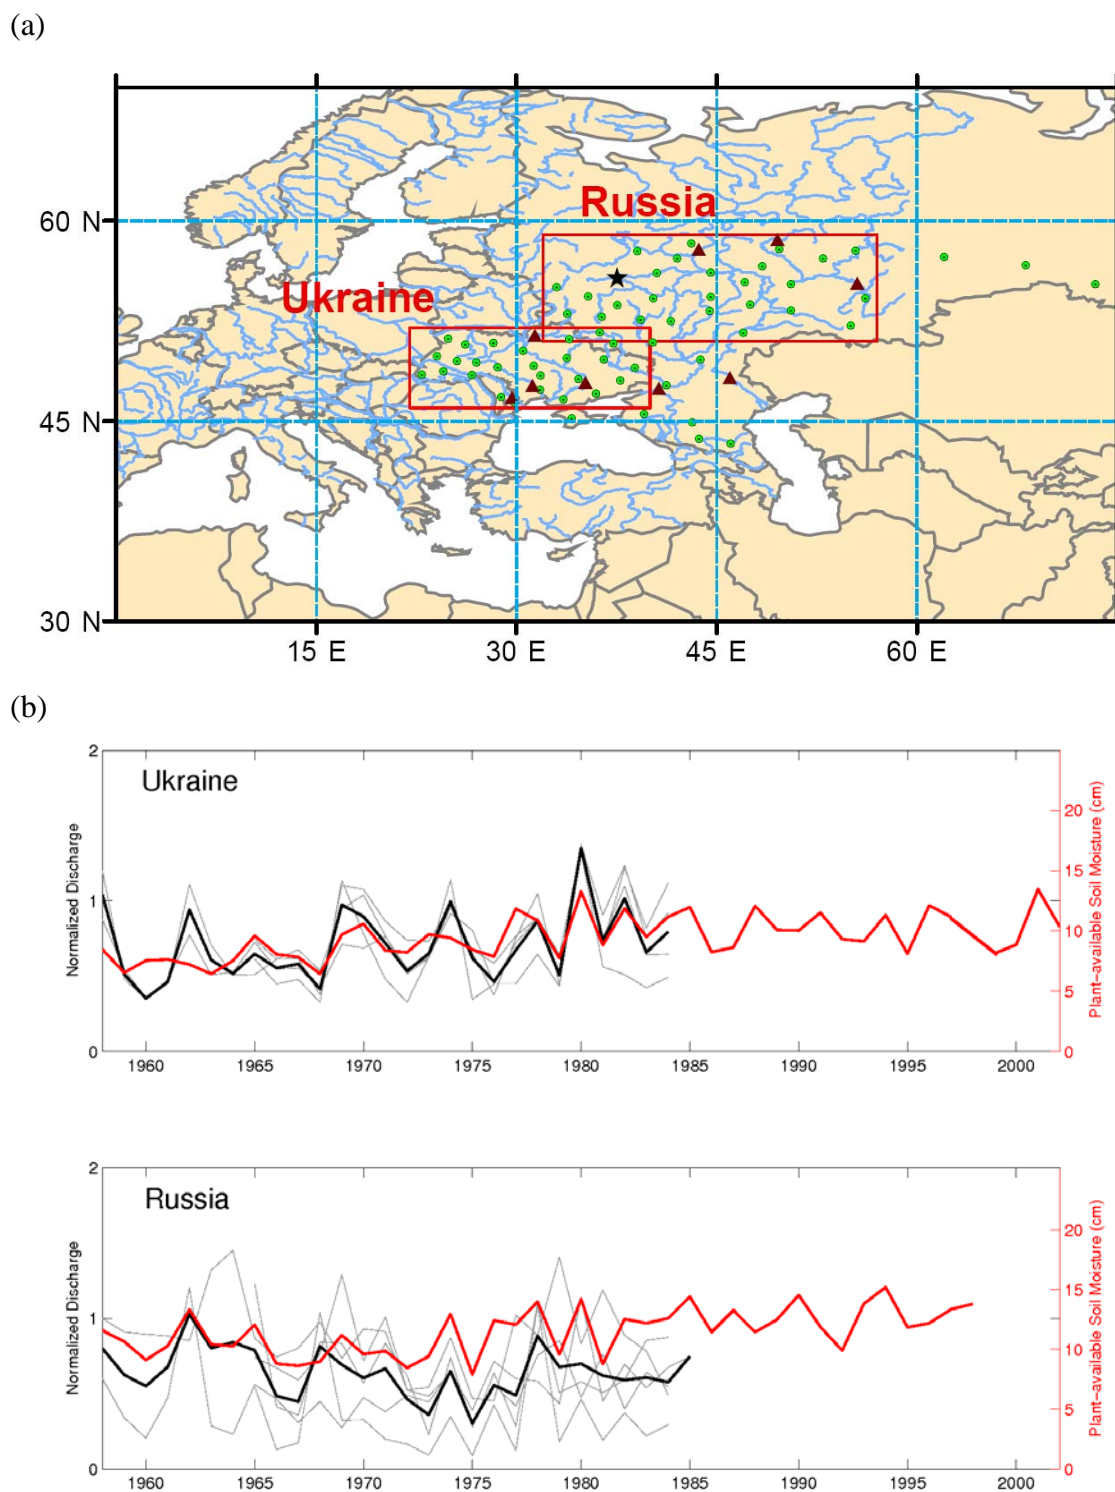 (a)
Russia
60 N
Ukraine
45 N
30 N
15 E 30 E 45 E 60 E
(b)
2
Ukraine
20
15
1
10
5
0
0
Normalized Discharge
Plant-available Soil Moisture (cm)
1960 1965 1970 1975 1980 1985 1990 1995 2000
2
Russia
20
15
1
10
5
0
0
Normalized Discharge
Plant-available Soil Moisture (cm)
1960 1965 1970 1975 1980 1985 1990 1995 2000